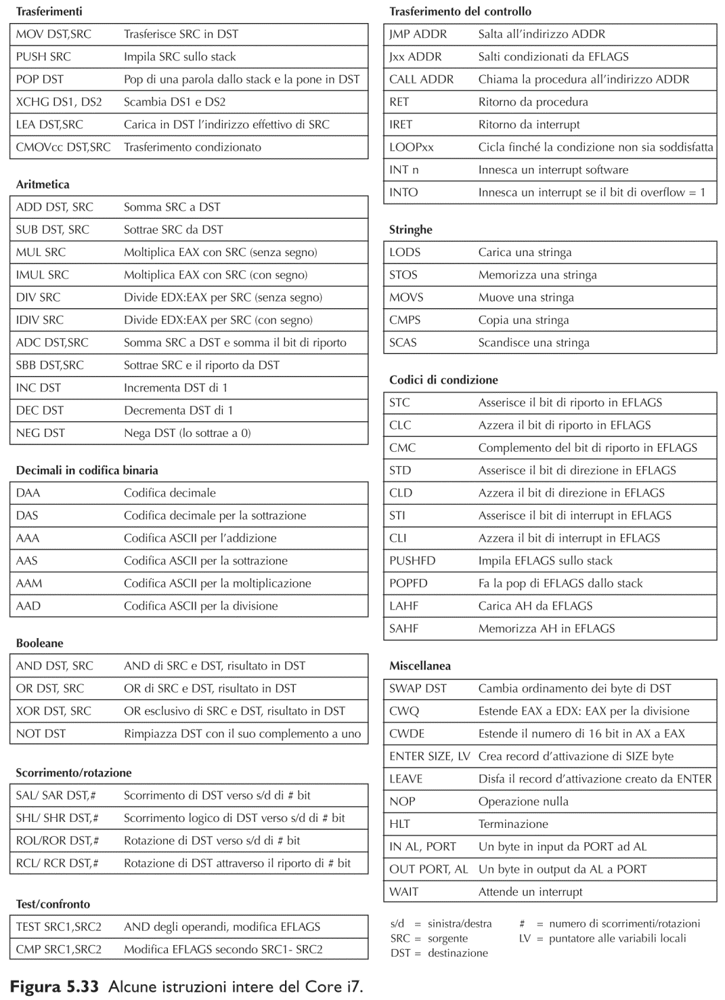 Trasferimenti
MOV DST,SRC Trasferisce SRC in DST
PUSH SRC Impila SRC sullo stack
POP DST Pop di una parola dallo stack e la pone in DST
XCHG DS1, DS2 Scambia DS1 e DS2
LEA DST,SRC Carica in DST l'indirizzo effettivo di SRC
CMOVcc DST,SRC Trasferimento condizionato
Aritmetica
ADD DST, SRC Somma SRC a DST
SUB DST, SRC Sottrae SRC da DST
MUL SRC Moltiplica EAX con SRC (senza segno)
IMUL SRC Moltiplica EAX con SRC (con segno)
DIV SRC Divide EDX:EAX per SRC (senza segno)
IDIV SRC Divide EDX:EAX per SRC (con segno)
ADC DST,SRC Somma SRC a DST e somma il bit di riporto
SBB DST,SRC Sottrae SRC e il riporto da DST
INC DST Incrementa DST di 1
DEC DST Decrementa DST di 1
NEG DST Nega DST (lo sottrae a 0)
Decimali in codifica binaria
DAA Codifica decimale
DAS Codifica decimale per la sottrazione
AAA Codifica ASCII per l'addizione
AAS Codifica ASCII per la sottrazione
AAM Codifica ASCII per la moltiplicazione
AAD Codifica ASCII per la divisione
Booleane
AND DST, SRC AND di SRC e DST, risultato in DST
OR DST, SRC OR di SRC e DST, risultato in DST
XOR DST, SRC OR esclusivo di SRC e DST, risultato in DST
NOT DST Rimpiazza DST con il suo complemento a uno
Scorrimento/rotazione
SAL/ SAR DST,# Scorrimento di DST verso s/d di # bit
SHL/ SHR DST,# Scorrimento logico di DST verso s/d di # bit
ROL/ROR DST,# Rotazione di DST verso s/d di # bit
RCL/ RCR DST,# Rotazione di DST attraverso il riporto di # bit
Test/confronto
TEST SRC1,SRC2 AND degli operandi, modifica EFLAGS
CMP SRC1,SRC2 Modifica EFLAGS secondo SRC1- SRC2
Trasferimento del controllo
JMP ADDR Salta all'indirizzo ADDR
Jxx ADDR Salti condizionati da EFLAGS
CALL ADDR Chiama la procedura all'indirizzo ADDR
RET Ritorno da procedura
IRET Ritorno da interrupt
LOOPxx Cicla finché la condizione non sia soddisfatta
INT n Innesca un interrupt software
INTO Innesca un interrupt se il bit di overflow = 1
Stringhe
LODS Carica una stringa
STOS Memorizza una stringa
MOVS Muove una stringa
CMPS Copia una stringa
SCAS Scandisce una stringa
Codici di condizione
STC Asserisce il bit di riporto in EFLAGS
CLC Azzera il bit di riporto in EFLAGS
CMC Complemento del bit di riporto in EFLAGS
STD Asserisce il bit di direzione in EFLAGS
CLD Azzera il bit di direzione in EFLAGS
STI Asserisce il bit di interrupt in EFLAGS
CLI Azzera il bit di interrupt in EFLAGS
PUSHFD Impila EFLAGS sullo stack
POPFD Fa la pop di EFLAGS dallo stack
LAHF Carica AH da EFLAGS
SAHF Memorizza AH in EFLAGS
Miscellanea
SWAP DST Cambia ordinamento dei byte di DST
CWQ Estende EAX a EDX: EAX per la divisione
CWDE Estende il numero di 16 bit in AX a EAX
ENTER SIZE, LV Crea record d'attivazione di SIZE byte
LEAVE Disfa il record d'attivazione creato da ENTER
NOP Operazione nulla
HLT Terminazione
IN AL, PORT Un byte in input da PORT ad AL
OUT PORT, AL Un byte in output da AL a PORT
WAIT Attende un interrupt
s/d = sinistra/destra # = numero di scorrimenti/rotazioni
SRC = sorgente LV = puntatore alle variabili locali
DST = destinazione
Figura 5.33 Alcune istruzioni intere del Core i7.